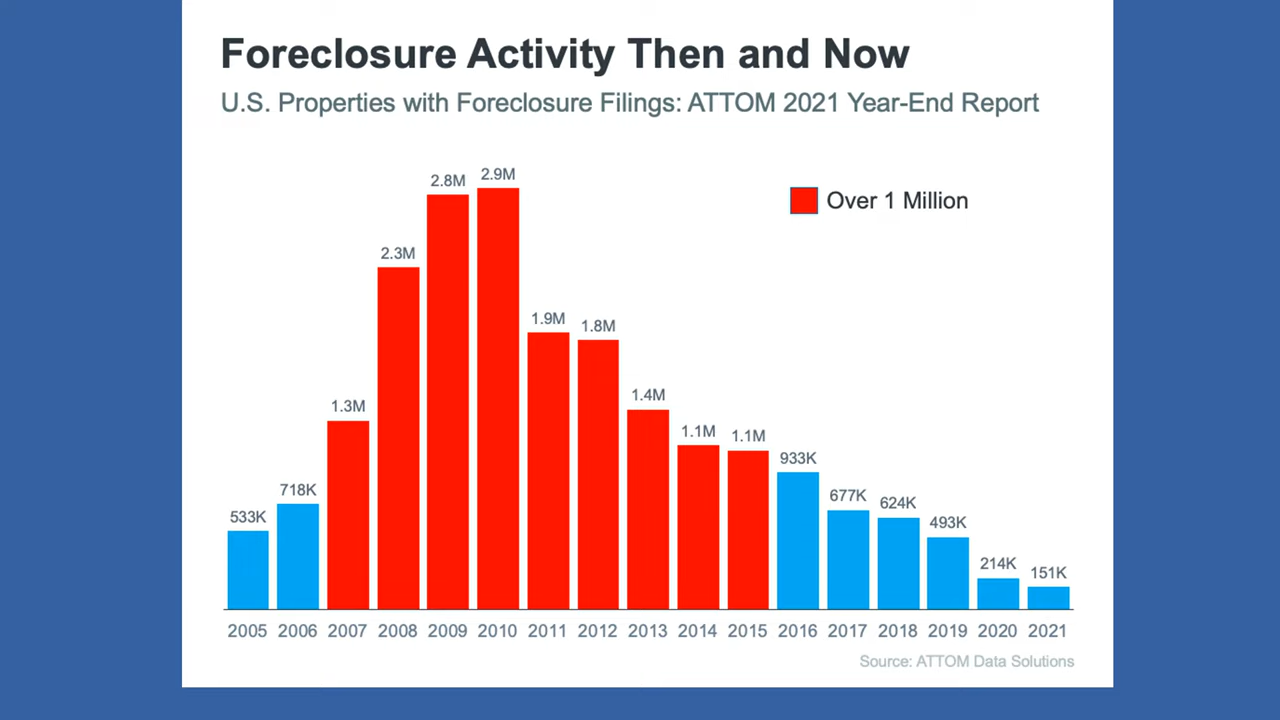 Foreclosure Activity Then and Now
U.S. Properties with Foreclosure Filings: ATTOM 2021 Year-End Report
Over 1 Million
533K
718K
1.3M
2.3M
2.8M
2.9M
1.9M
1.8M
1.4M
1.1M
1.1M
933K
677K
624K
493K
214K
151K
2005 2006 2007 2008 2009 2010 2011 2012 2013 2014 2015 2016 2017 2018 2019 2020 2021
Source: ATTOM Data Solutions